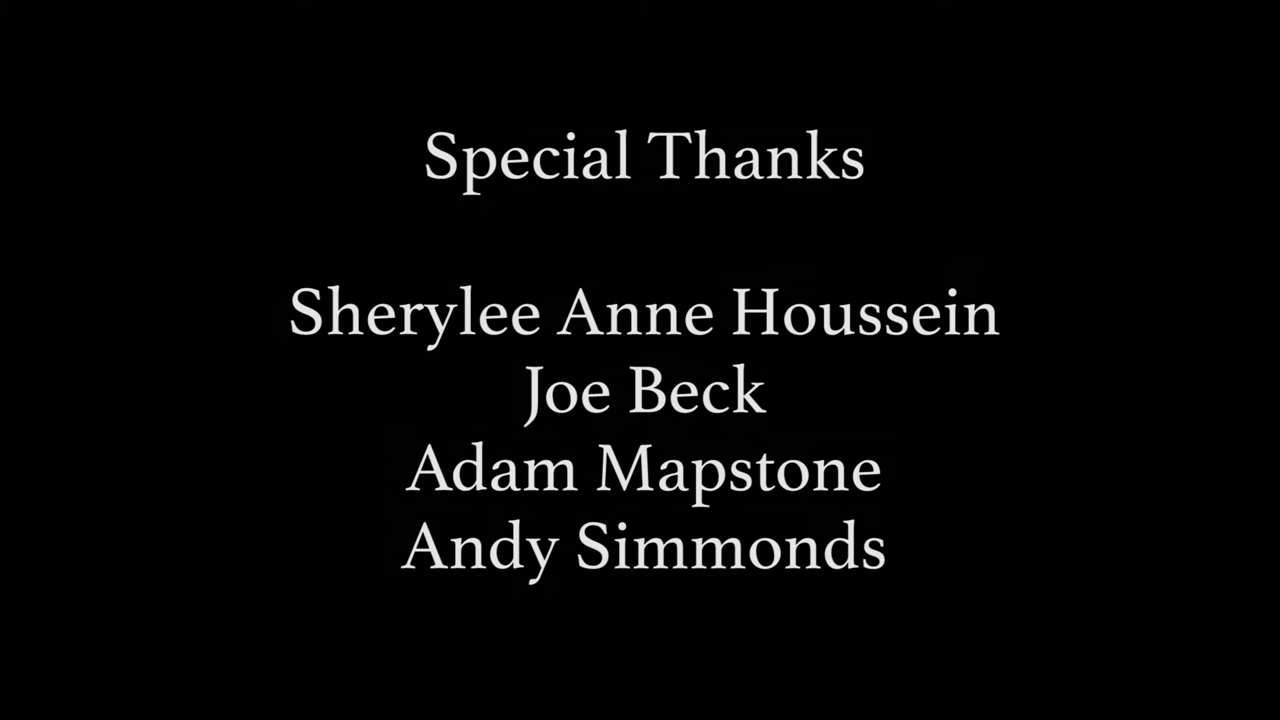 Special Thanks
Sherylee Anne Houssein
Joe Beck
Adam Mapstone
Andy Simmonds